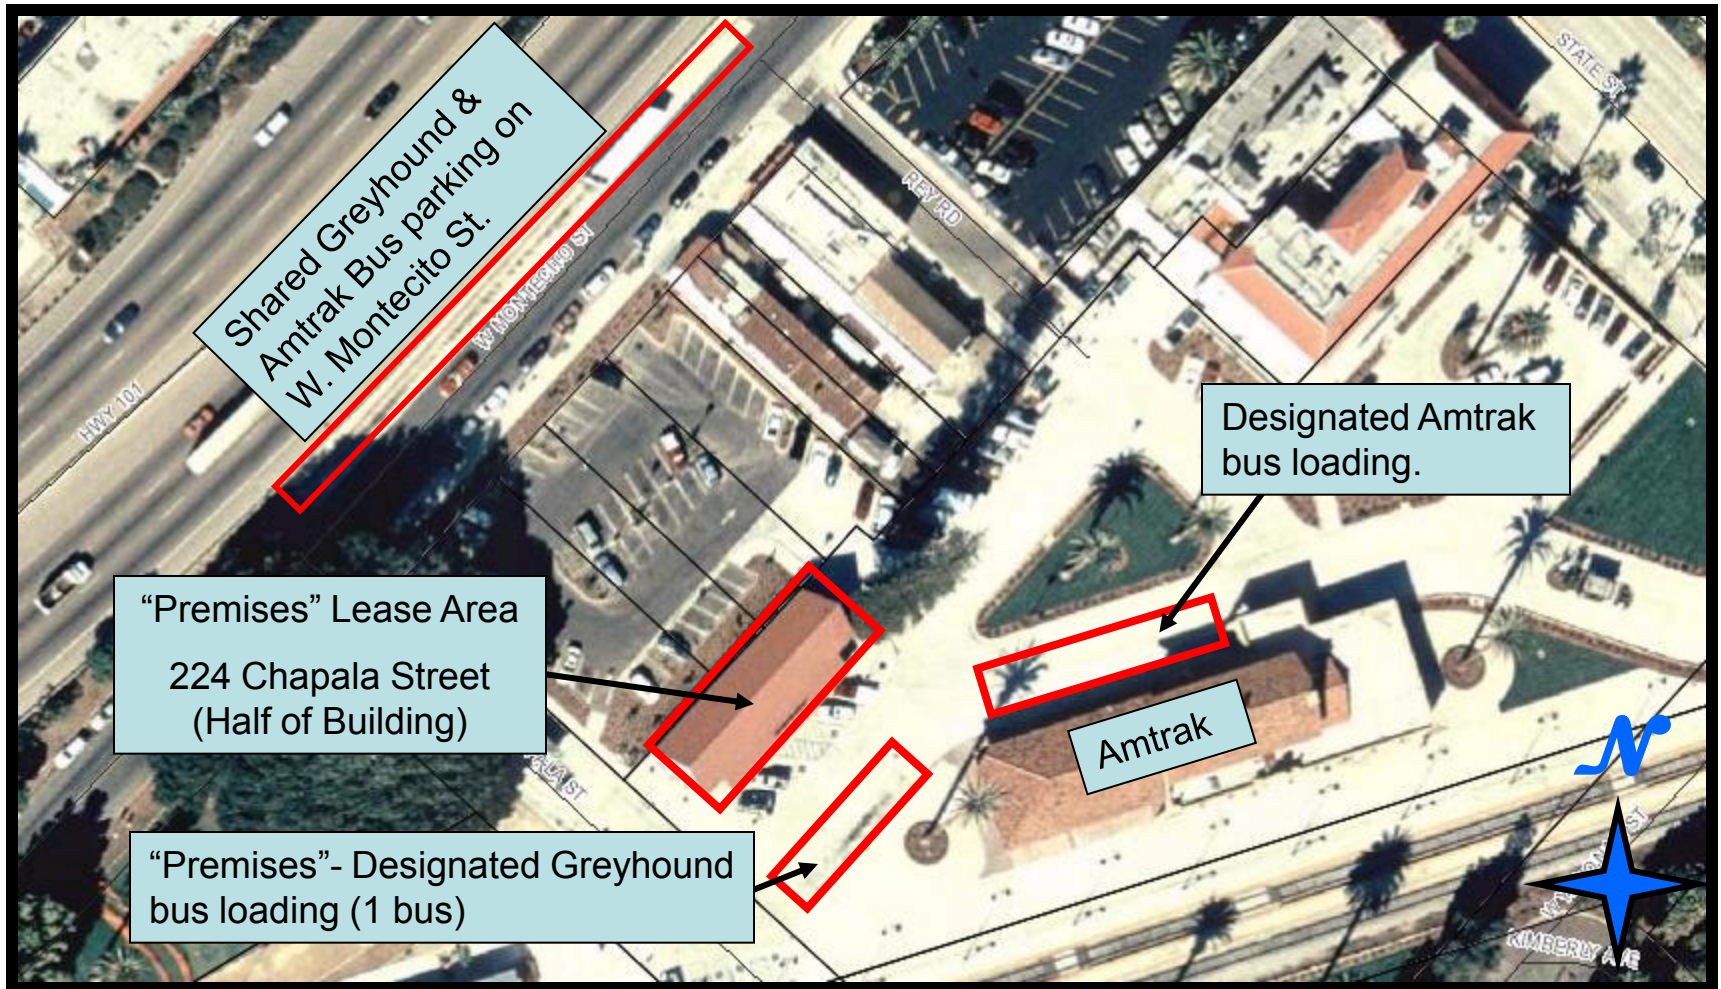 STATE ST
Shared Greyhound &
Amtrak Bus parking on
W. Montecito St.
REY RD
W MONTECITO ST
HWY 101
Designated Amtrak
bus loading.
“Premises” Lease Area
224 Chapala Street
(Half of Building)
Amtrak
N
ST
“Premises”- Designated Greyhound
bus loading (1 bus)
KIMBERLY AVE